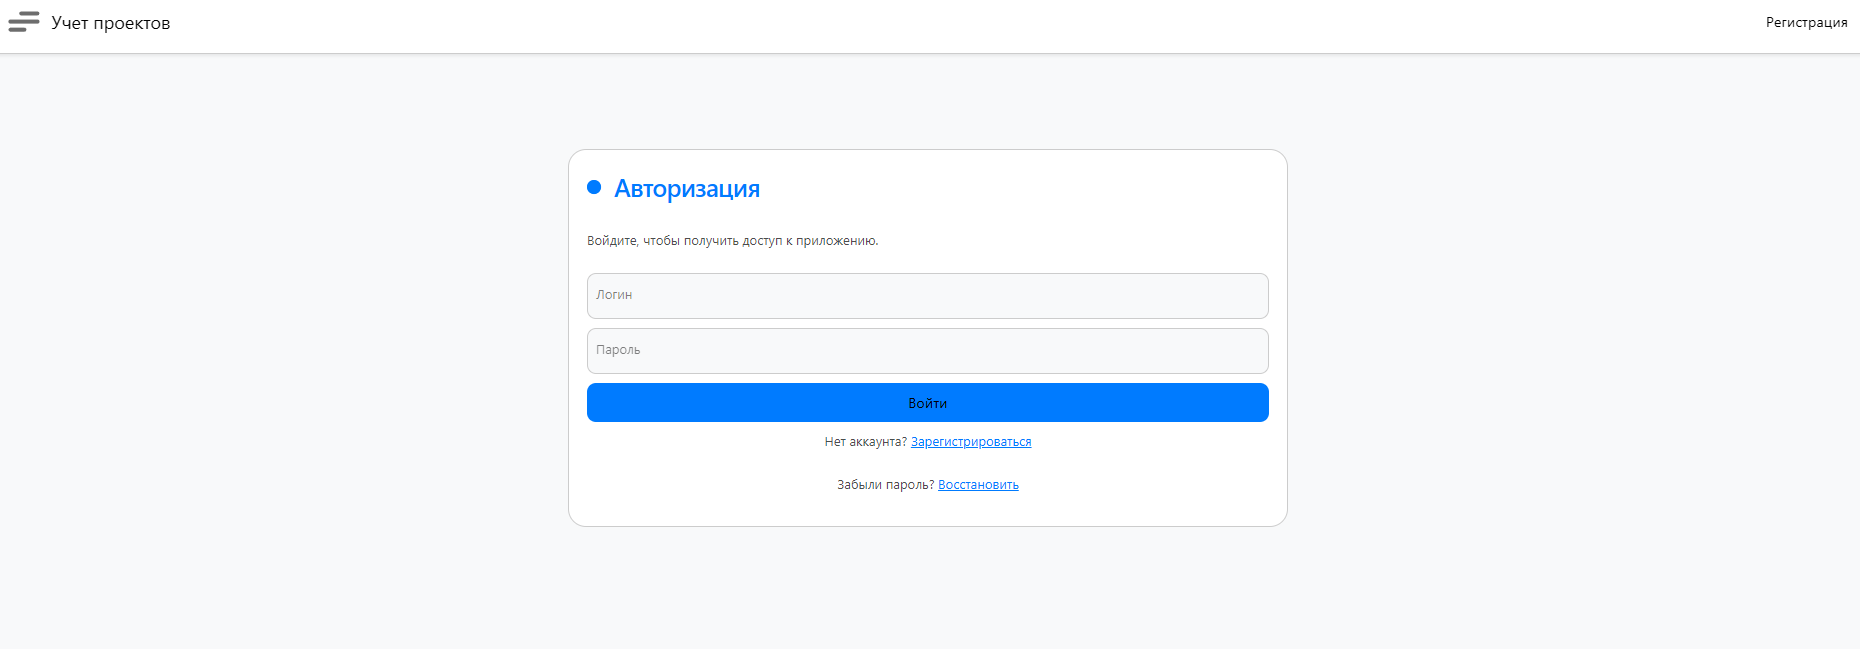 Учет проектов
Регистрация
Авторизация
Войдите, чтобы получить доступ к приложению.
Логин
Пароль
Войти
Нет аккаунта? Зарегистрироваться
Забыли пароль? Восстановить